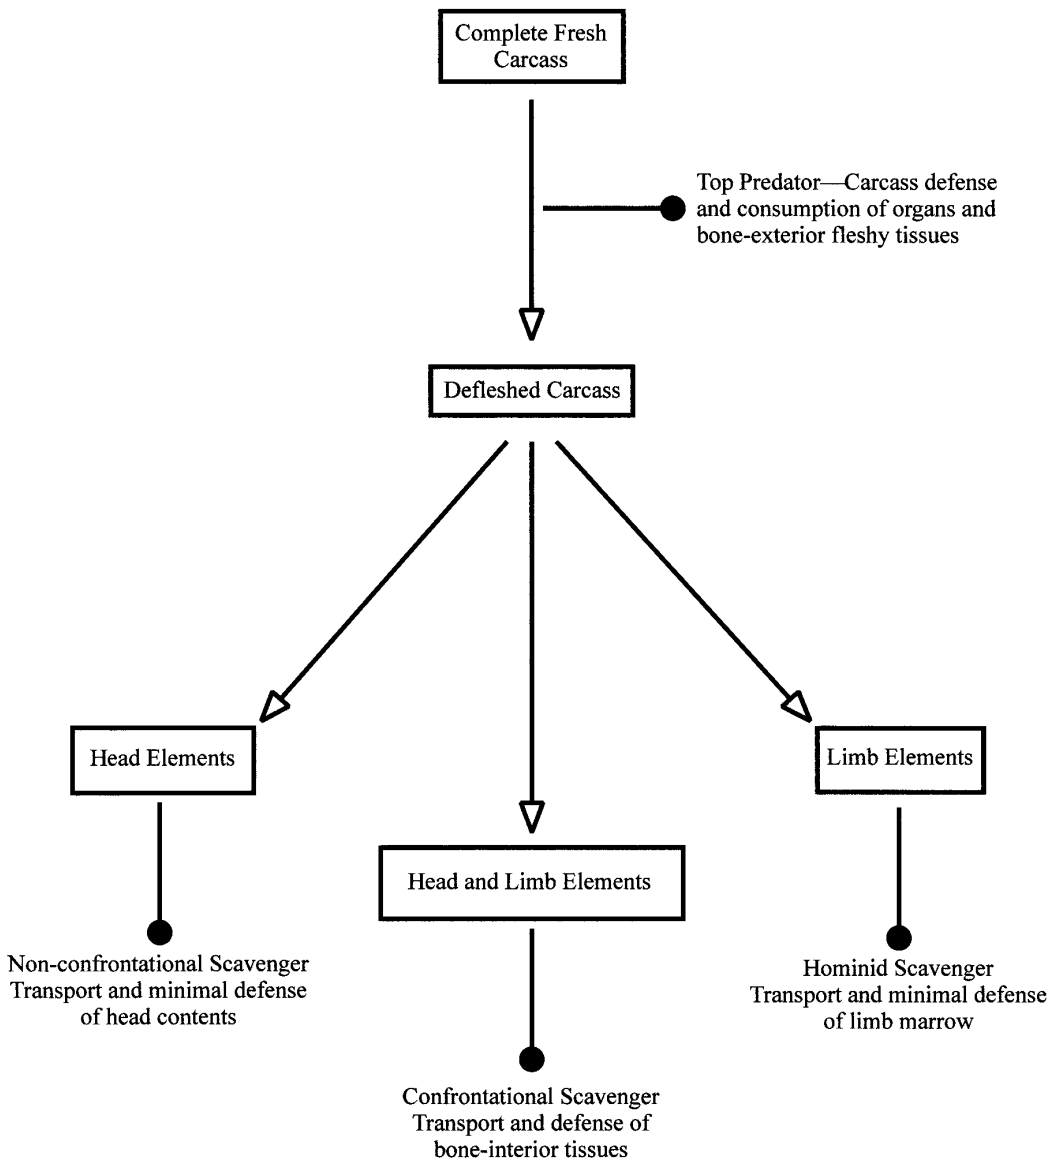 Complete Fresh
Carcass
Top Predator—Carcass defense
and consumption of organs and
bone-exterior fleshy tissues
Defleshed Carcass
Head Elements
Limb Elements
Head and Limb Elements
Non-confrontational Scavenger
Transport and minimal defense
of head contents
Hominid Scavenger
Transport and minimal defense
of limb marrow
Confrontational Scavenger
Transport and defense of
bone-interior tissues